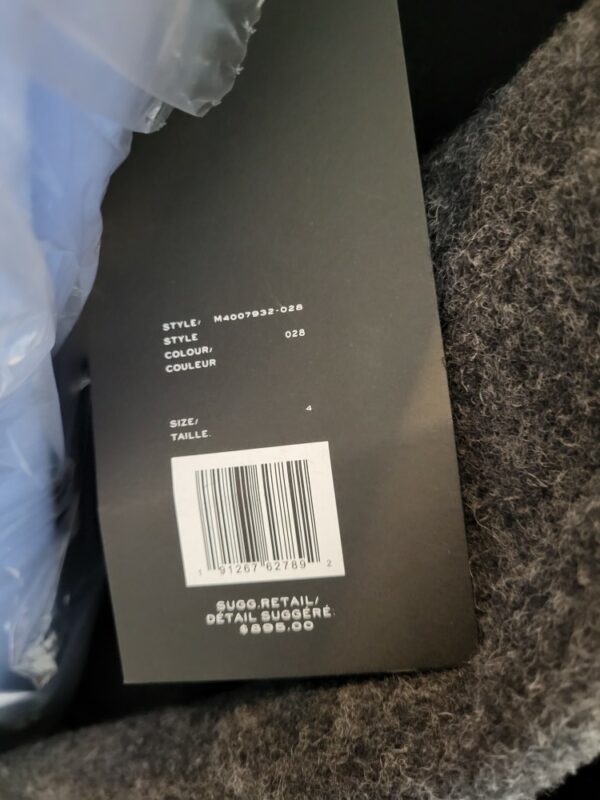 STYLE/ M4007932-028
STYLE 028
COLOUR/
COULEUR
SIZE/ 4
TAILLE.
1 91267 62789 2
SUGG.RETAIL/
DÉTAIL SUGGÉRÉ
$895.00